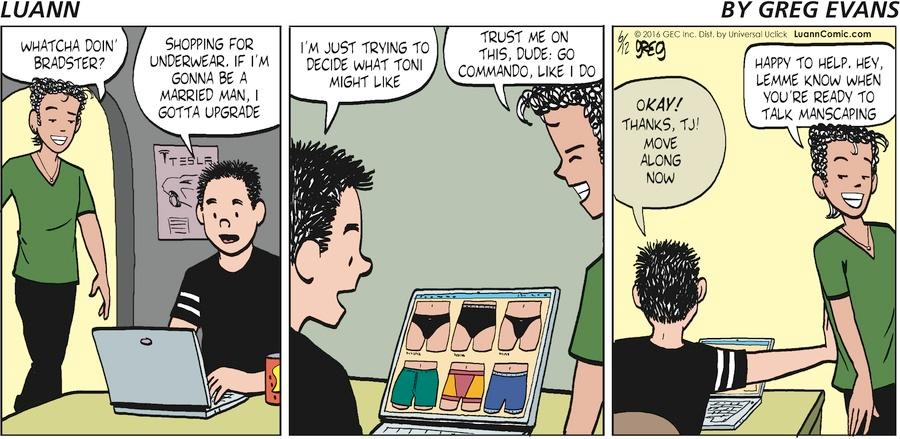 LUANN
BY GREG EVANS
WHATCHA DOIN'
BRADSTER?
SHOPPING FOR
UNDERWEAR. IF I'M
GONNA BE A
MARRIED MAN, I
GOTTA UPGRADE
TESLA
I'M JUST TRYING TO
DECIDE WHAT TONI
MIGHT LIKE
TRUST ME ON
THIS, DUDE: GO
COMMANDO, LIKE I DO
© 2016 GEC Inc. Dist. by Universal Uclick LuannComic.com
6/12 GREG
OKAY!
THANKS, TJ!
MOVE
ALONG
NOW
HAPPY TO HELP. HEY,
LEMME KNOW WHEN
YOU'RE READY TO
TALK MANSCAPING